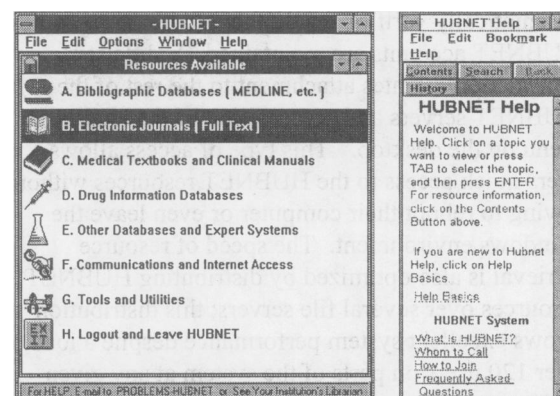 - HUBNET -
File Edit Options Window Help
Resources Available
A. Bibliographic Databases [ MEDLINE, etc. ]
B. Electronic Journals [ Full Text ]
C. Medical Textbooks and Clinical Manuals
D. Drug Information Databases
E. Other Databases and Expert Systems
F. Communications and Internet Access
G. Tools and Utilities
EX
IT
H. Logout and Leave HUBNET
For HELP, E-mail to PROBLEMS-HUBNET or See Your Institution's Librarian
HUBNET Help
File Edit Bookmark
Help
Contents Search Back
History
HUBNET Help
Welcome to HUBNET
Help. Click on a topic you
want to view or press
TAB to select the topic,
and then press ENTER
For resource information,
click on the Contents
Button above.
If you are new to Hubnet
Help, click on Help
Basics.
Help Basics
HUBNET System
What is HUBNET?
Whom to Call
How to Join
Frequently Asked
Questions